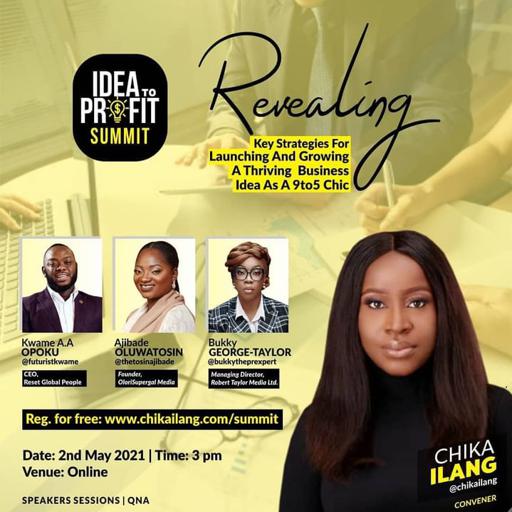 IDEA TO
PROFIT
SUMMIT
Revealing
Key Strategies For
Launching And Growing
A Thriving Business
Idea As A 9to5 Chic
Kwame A.A
OPOKU
@futuristkwame
CEO,
Reset Global People
Ajibade
OLUWATOSIN
@thetosinajibade
Founder,
OloriSupergal Media
Bukky
GEORGE-TAYLOR
@bukkytheprexpert
Managing Director,
Robert Taylor Media Ltd.
Reg. for free: www.chikailang.com/summit
Date: 2nd May 2021 | Time: 3 pm
Venue: Online
SPEAKERS SESSIONS | QNA
CHIKA
ILANG
@chikailang
CONVENER